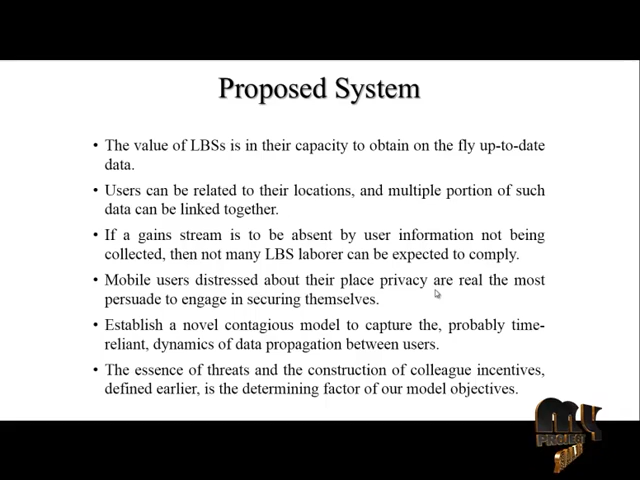 Proposed System
• The value of LBSs is in their capacity to obtain on the fly up-to-date
data.
• Users can be related to their locations, and multiple portion of such
data can be linked together.
• If a gains stream is to be absent by user information not being
collected, then not many LBS laborer can be expected to comply.
• Mobile users distressed about their place privacy are real the most
persuade to engage in securing themselves.
• Establish a novel contagious model to capture the, probably time-
reliant, dynamics of data propagation between users.
• The essence of threats and the construction of colleague incentives,
defined earlier, is the determining factor of our model objectives.
MY
PROJECT